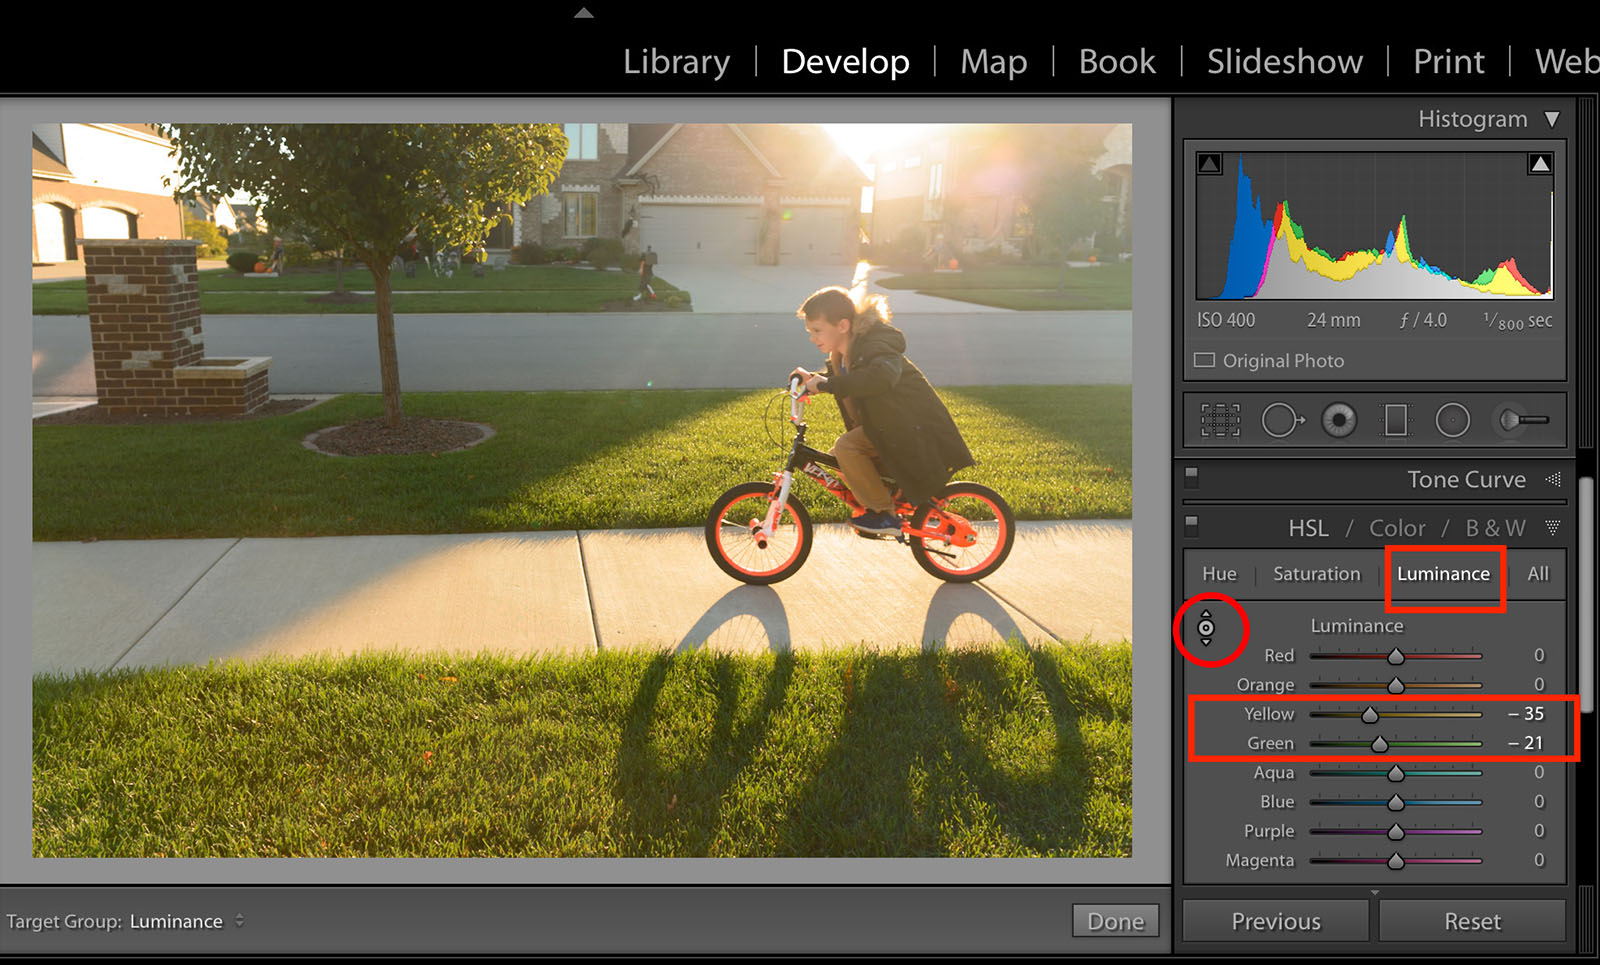 Library | Develop | Map | Book | Slideshow | Print | Web
Histogram
ISO 400 24 mm ƒ / 4.0 1/800 sec
Original Photo
Tone Curve
HSL / Color / B & W
Hue | Saturation | Luminance | All
Luminance
Red 0
Orange 0
Yellow – 35
Green – 21
Aqua 0
Blue 0
Purple 0
Magenta 0
Target Group: Luminance
Done
Previous
Reset